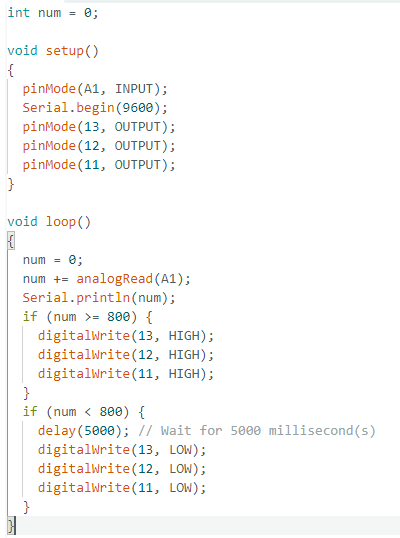 int num = 0;
void setup()
{
pinMode(A1, INPUT);
Serial.begin(9600);
pinMode(13, OUTPUT);
pinMode(12, OUTPUT);
pinMode(11, OUTPUT);
}
void loop()
{
num = 0;
num += analogRead(A1);
Serial.println(num);
if (num >= 800) {
digitalWrite(13, HIGH);
digitalWrite(12, HIGH);
digitalWrite(11, HIGH);
}
if (num < 800) {
delay(5000); // Wait for 5000 millisecond(s)
digitalWrite(13, LOW);
digitalWrite(12, LOW);
digitalWrite(11, LOW);
}
}